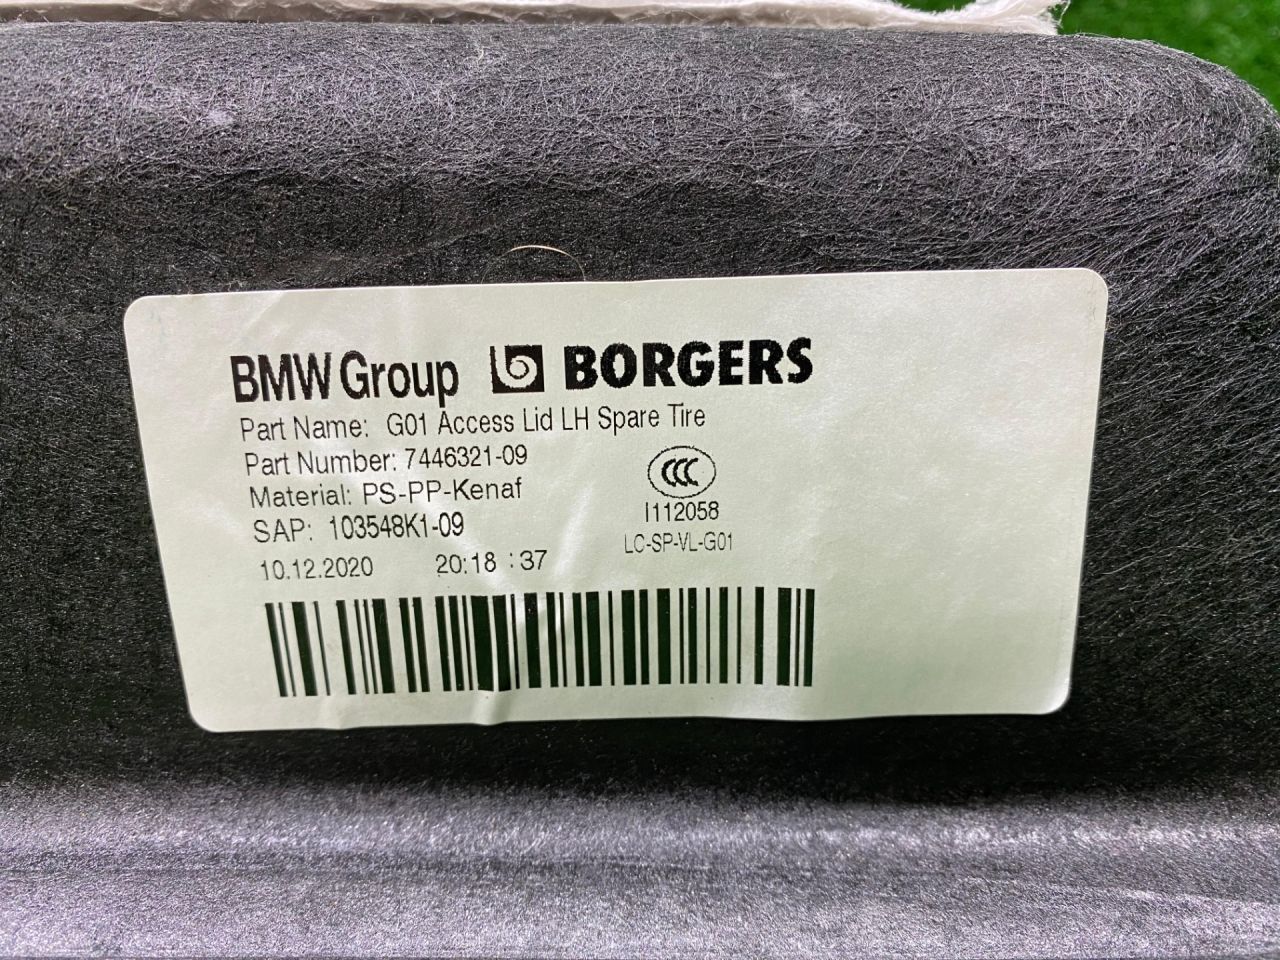 BMW Group BORGERS
Part Name: G01 Access Lid LH Spare Tire
Part Number: 7446321-09
Material: PS-PP-Kenaf
SAP: 103548K1-09
CCC
I112058
LC-SP-VL-G01
10.12.2020 20:18 :37